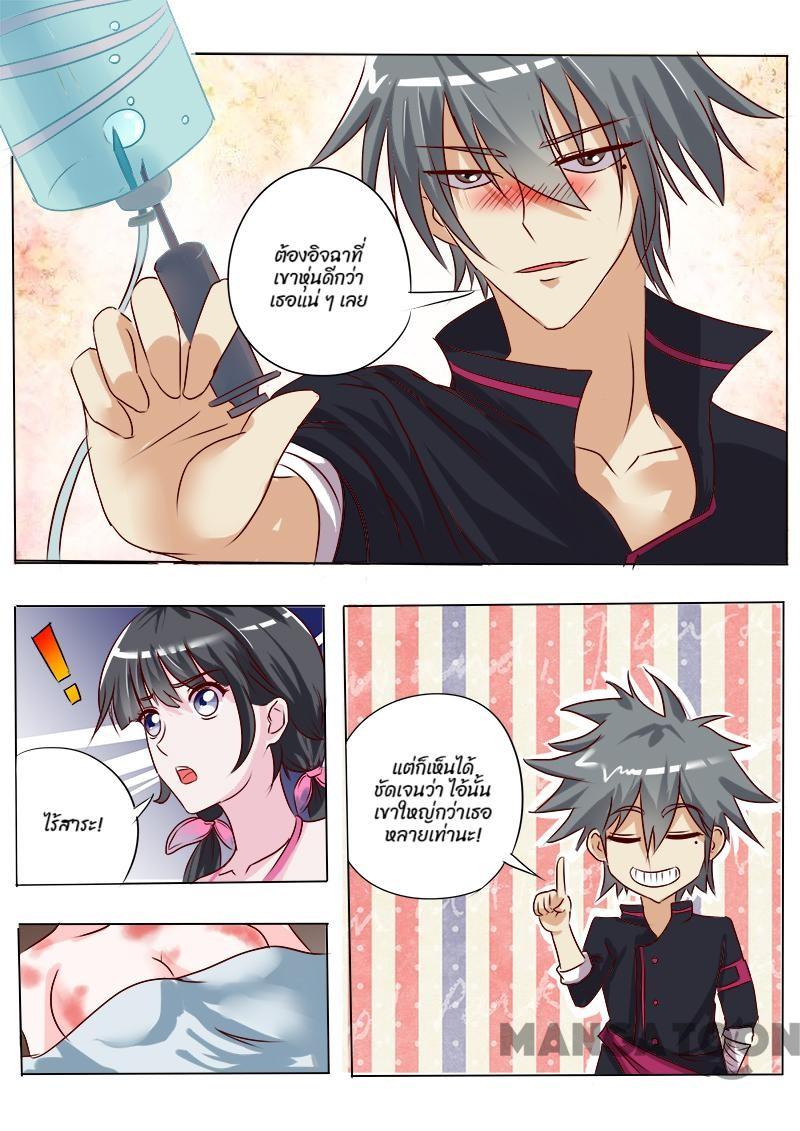 ต้องอิจฉาที่
เขาหุ่นดีกว่า
เธอแน่ ๆ เลย
ไร้สาระ!
แต่ก็เห็นได้
ชัดเจนว่า ไอ้นั้น
เขาใหญ่กว่าเธอ
หลายเท่านะ!
MANGATOON